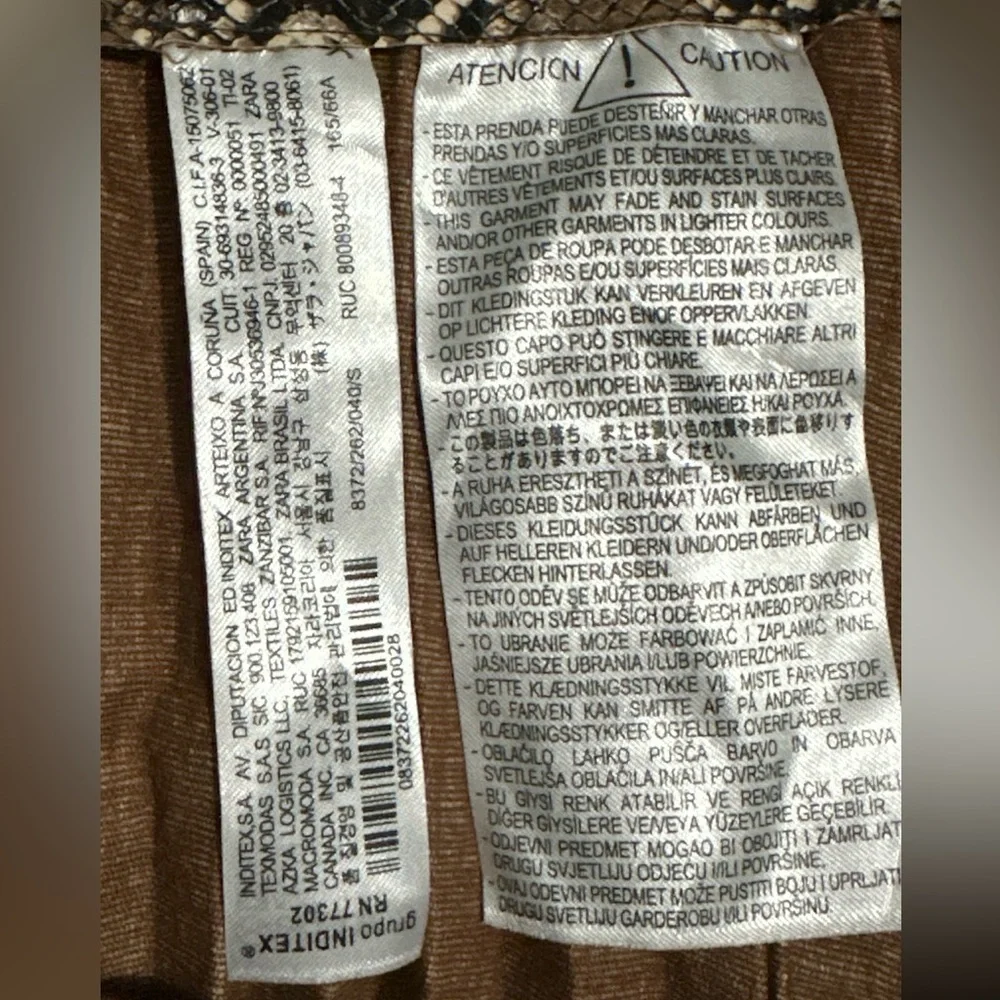 INDITEX,S.A. AV. DIPUTACION ED.INDITEX ARTEIXO A CORUNA (SPAIN) C.I.F.A-15075062
TEXMODAS S.A.S SIC 900.123.408 ZARA ARGENTINA S.A. CUIT 30-69314836-3 V-306-01
AZKA LOGISTICS LLC. TEXTILES ZANZIBAR S.A. RIF Nº J30536946-1 REG. Nº 0000051 TI-02
MACROMODA S.A. RUC 1792159105001. ZARA BRASIL LTDA. CNPJ. 02952485000491 ZARA
CANADA INC. CA 36685 자라코리아 서울시 강남구 삼성동 무역센터 20 층 02-3413-9800
품 질경영 및 공산품안전 관리법에 의한 품질표시 (株) ザラ・ジャパン (03-6415-8061)
8372/262/040/S RUC 80089348-4 165/66A
08372262040028
RN 77302
grupo INDITEX ®
ATENCION ! CAUTION
- ESTA PRENDA PUEDE DESTEÑIR Y MANCHAR OTRAS
PRENDAS Y/O SUPERFICIES MAS CLARAS.
- CE VÊTEMENT RISQUE DE DÉTEINDRE ET DE TACHER
D'AUTRES VÊTEMENTS ET/OU SURFACES PLUS CLAIRS.
- THIS GARMENT MAY FADE AND STAIN SURFACES
AND/OR OTHER GARMENTS IN LIGHTER COLOURS.
- ESTA PEÇA DE ROUPA PODE DESBOTAR E MANCHAR
OUTRAS ROUPAS E/OU SUPERFÍCIES MAIS CLARAS.
- DIT KLEDINGSTUK KAN VERKLEUREN EN AFGEVEN
OP LICHTERE KLEDING EN/OF OPPERVLAKKEN.
- QUESTO CAPO PUÒ STINGERE E MACCHIARE ALTRI
CAPI E/O SUPERFICI PIÙ CHIARE.
- ΤΟ ΡΟΥΧΟ ΑΥΤΟ ΜΠΟΡΕΙ ΝΑ ΞΕΒΑΨΕΙ ΚΑΙ ΝΑ ΛΕΡΩΣΕΙ Α
ΛΛΕΣ ΠΙΟ ΑΝΟΙΧΤΟΧΡΩΜΕΣ ΕΠΙΦΑΝΕΙΕΣ Η/ΚΑΙ ΡΟΥΧΑ.
- この製品は色落ち、または淡い色の衣類や表面に色移りす
ることがありますのでご注意ください。
- A RUHA ERESZTHETI A SZÍNÉT, ÉS MEGFOGHAT MÁS,
VILÁGOSABB SZÍNŰ RUHÁKAT VAGY FELÜLETEKET.
- DIESES KLEIDUNGSSTÜCK KANN ABFÄRBEN UND
AUF HELLEREN KLEIDERN UND/ODER OBERFLÄCHEN
FLECKEN HINTERLASSEN.
- TENTO ODĚV SE MŮŽE ODBARVIT A ZPŮSOBIT SKVRNY
NA JINÝCH SVĚTLEJŠÍCH ODĚVECH A/NEBO POVRŠÍCH.
- TO UBRANIE MOŻE FARBOWAĆ I ZAPLAMIĆ INNE,
JAŚNIEJSZE UBRANIA I/LUB POWIERZCHNIE.
- DETTE KLÆDNINGSSTYKKE VIL MISTE FARVESTOF,
OG FARVEN KAN SMITTE AF PÅ ANDRE LYSERE
KLÆDNINGSSTYKKER OG/ELLER OVERFLADER.
- OBLAČILO LAHKO PUŠČA BARVO IN OBARVA
SVETLEJŠA OBLAČILA IN/ALI POVRŠINE.
- BU GİYSİ RENK ATABİLİR VE RENGİ AÇIK RENKLİ
DİĞER GİYSİLERE VE/VEYA YÜZEYLERE GEÇEBİLİR.
- ODJEVNI PREDMET MOGAO BI OBOJITI I ZAMRLJAT
DRUGU SVJETLIJU ODJEĆU I/ILI POVRŠINE.
- OVAJ ODEVNI PREDMET MOŽE PUSTITI BOJU I UPRLJATI
DRUGU SVETLIJU GARDEROBU I/ILI POVRŠINU.